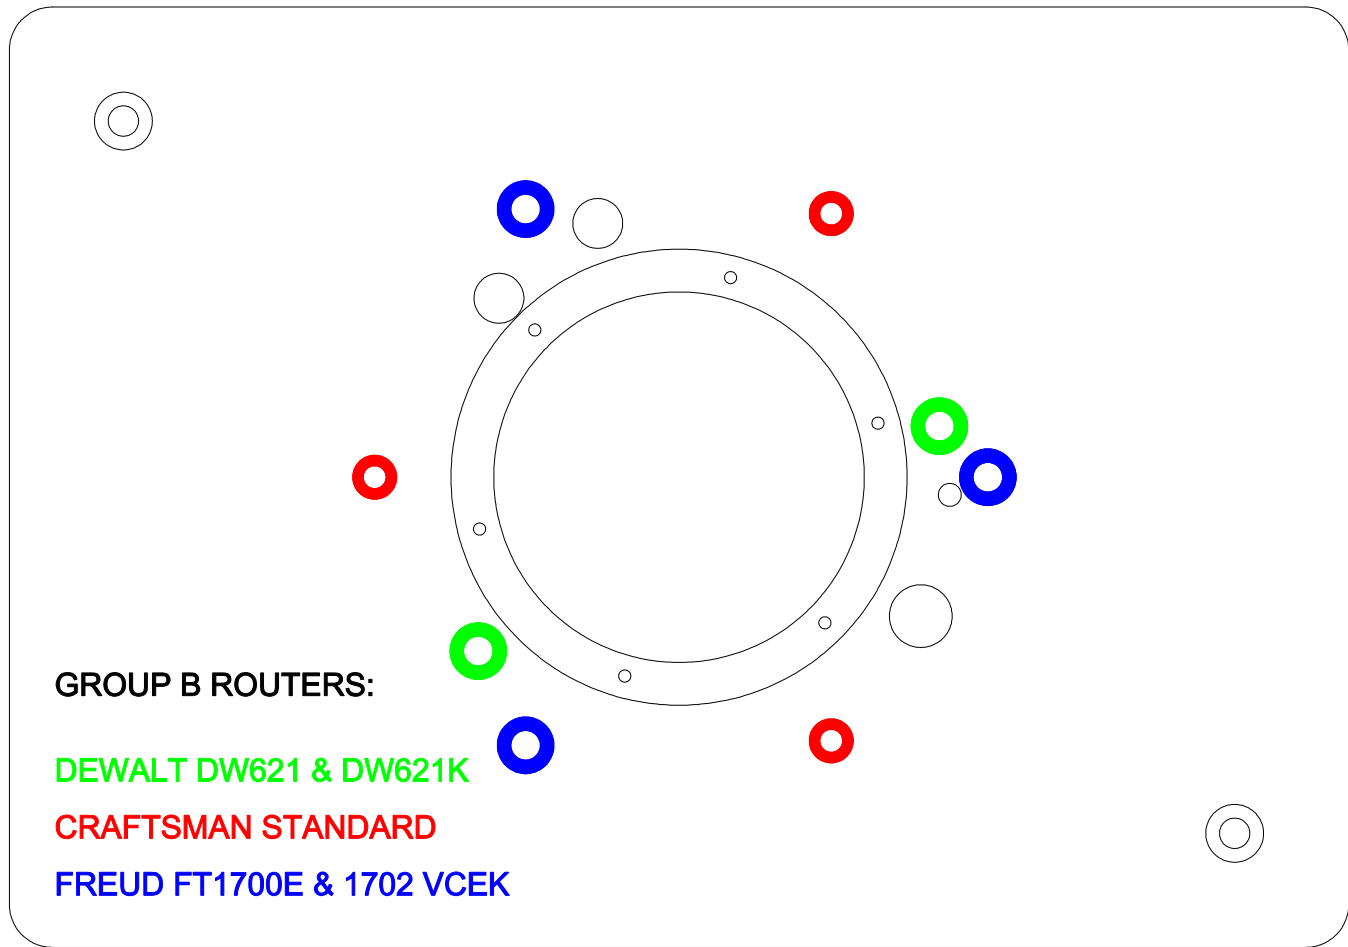 GROUP B ROUTERS:
DEWALT DW621 & DW621K
CRAFTSMAN STANDARD
FREUD FT1700E & 1702 VCEK